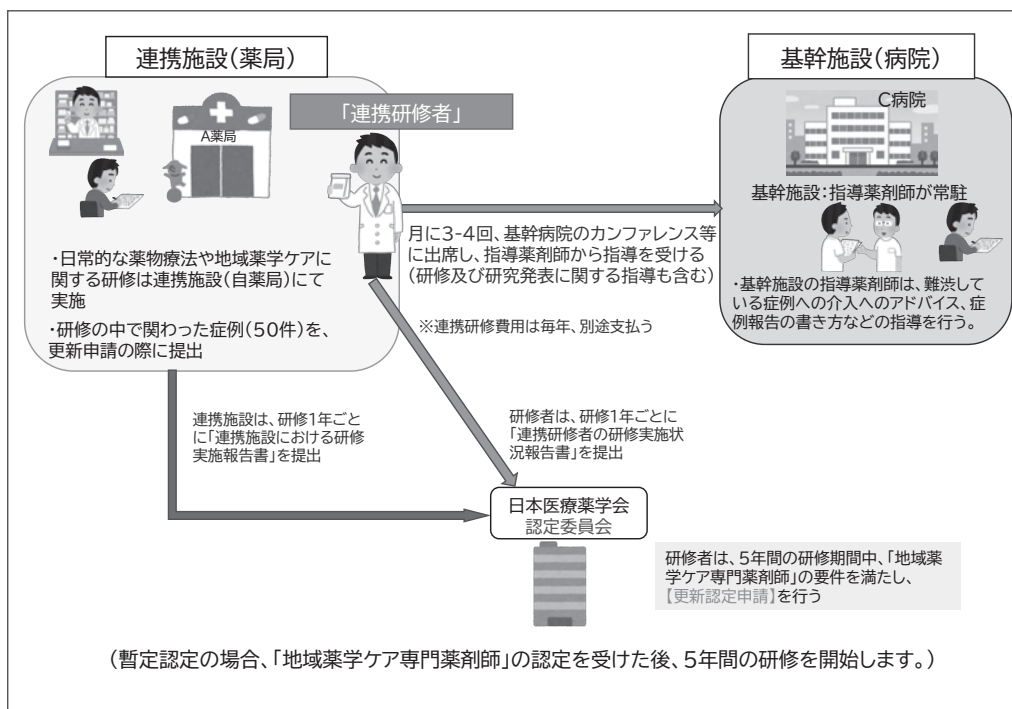 連携施設(薬局)
A薬局
・日常的な薬物療法や地域薬学ケアに
関する研修は連携施設(自薬局)にて
実施
・研修の中で関わった症例(50件)を、
更新申請の際に提出
「連携研修者」
月に3-4回、基幹病院のカンファレンス等
に出席し、指導薬剤師から指導を受ける
(研修及び研究発表に関する指導も含む)
※連携研修費用は毎年、別途支払う
基幹施設(病院)
C病院
基幹施設:指導薬剤師が常駐
・基幹施設の指導薬剤師は、難渋して
いる症例への介入へのアドバイス、症
例報告の書き方などの指導を行う。
連携施設は、研修1年ごと
に「連携施設における研修
実施報告書」を提出
研修者は、研修1年ごとに
「連携研修者の研修実施状
況報告書」を提出
日本医療薬学会
認定委員会
研修者は、5年間の研修期間中、「地域薬
学ケア専門薬剤師」の要件を満たし、
【更新認定申請】を行う
(暫定認定の場合、「地域薬学ケア専門薬剤師」の認定を受けた後、5年間の研修を開始します。)